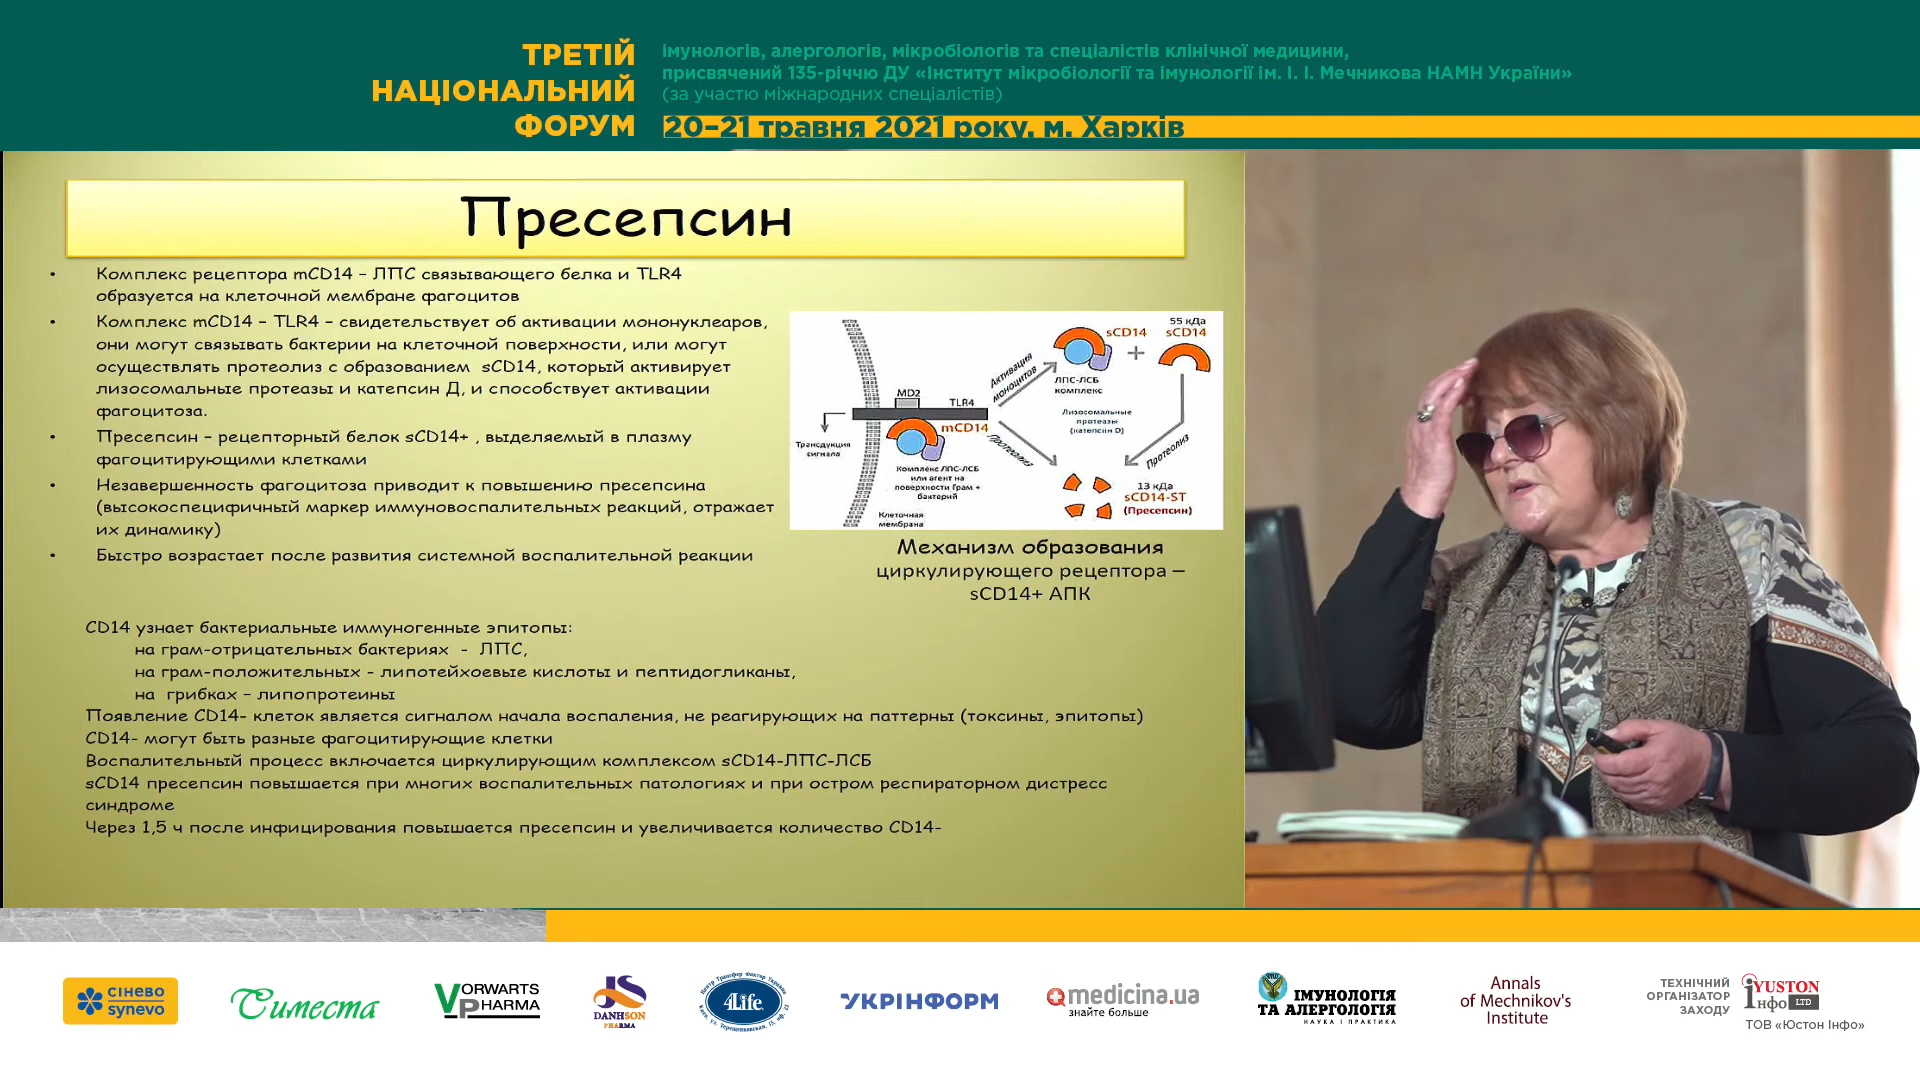 ТРЕТІЙ
НАЦІОНАЛЬНИЙ
ФОРУМ
імунологів, алергологів, мікробіологів та спеціалістів клінічної медицини,
присвячений 135-річчю ДУ «Інститут мікробіології та імунології ім. І. І. Мечникова НАМН України»
(за участю міжнародних спеціалістів)
20–21 травня 2021 року, м. Харків
Пресепсин
• Комплекс рецептора mCD14 – ЛПС связывающего белка и TLR4
образуется на клеточной мембране фагоцитов
• Комплекс mCD14 – TLR4 – свидетельствует об активации мононуклеаров,
они могут связывать бактерии на клеточной поверхности, или могут
осуществлять протеолиз с образованием sCD14, который активирует
лизосомальные протеазы и катепсин Д, и способствует активации
фагоцитоза.
• Пресепсин – рецепторный белок sCD14+ , выделяемый в плазму
фагоцитирующими клетками
• Незавершенность фагоцитоза приводит к повышению пресепсина
(высокоспецифичный маркер иммуновоспалительных реакций, отражает
их динамику)
• Быстро возрастает после развития системной воспалительной реакции
MD2
TLR4
mCD14
Трансдукция
сигнала
Комплекс ЛПС-ЛСБ
или агент на
поверхности Грам +
бактерий
Клеточная
мембрана
Активация
моноцитов
Протеолиз
sCD14
+
55 кДа
sCD14
ЛПС-ЛСБ
комплекс
Лизосомальные
протеазы
(катепсин D)
Протеолиз
13 кДа
sCD14-ST
(Пресепсин)
Механизм образования
циркулирующего рецептора –
sCD14+ АПК
CD14 узнает бактериальные иммуногенные эпитопы:
на грам-отрицательных бактериях - ЛПС,
на грам-положительных - липотейхоевые кислоты и пептидогликаны,
на грибках – липопротеины
Появление CD14- клеток является сигналом начала воспаления, не реагирующих на паттерны (токсины, эпитопы)
CD14- могут быть разные фагоцитирующие клетки
Воспалительный процесс включается циркулирующим комплексом sCD14-ЛПС-ЛСБ
sCD14 пресепсин повышается при многих воспалительных патологиях и при остром респираторном дистресс
синдроме
Через 1,5 ч после инфицирования повышается пресепсин и увеличивается количество CD14-
СІНЕВО
synevo
Симеста
VORWARTS
PHARMA
DANHSON
PHARMA
Центр Трансфер Фактор
4Life
УКРІНФОРМ
medicina.ua
знайте больше
ІМУНОЛОГІЯ
ТА АЛЕРГОЛОГІЯ
НАУКА І ПРАКТИКА
Annals
of Mechnikov's
Institute
ТЕХНІЧНИЙ
ОРГАНІЗАТОР
ЗАХОДУ
iYUSTON
Инфо LTD
ТОВ «Юстон Інфо»